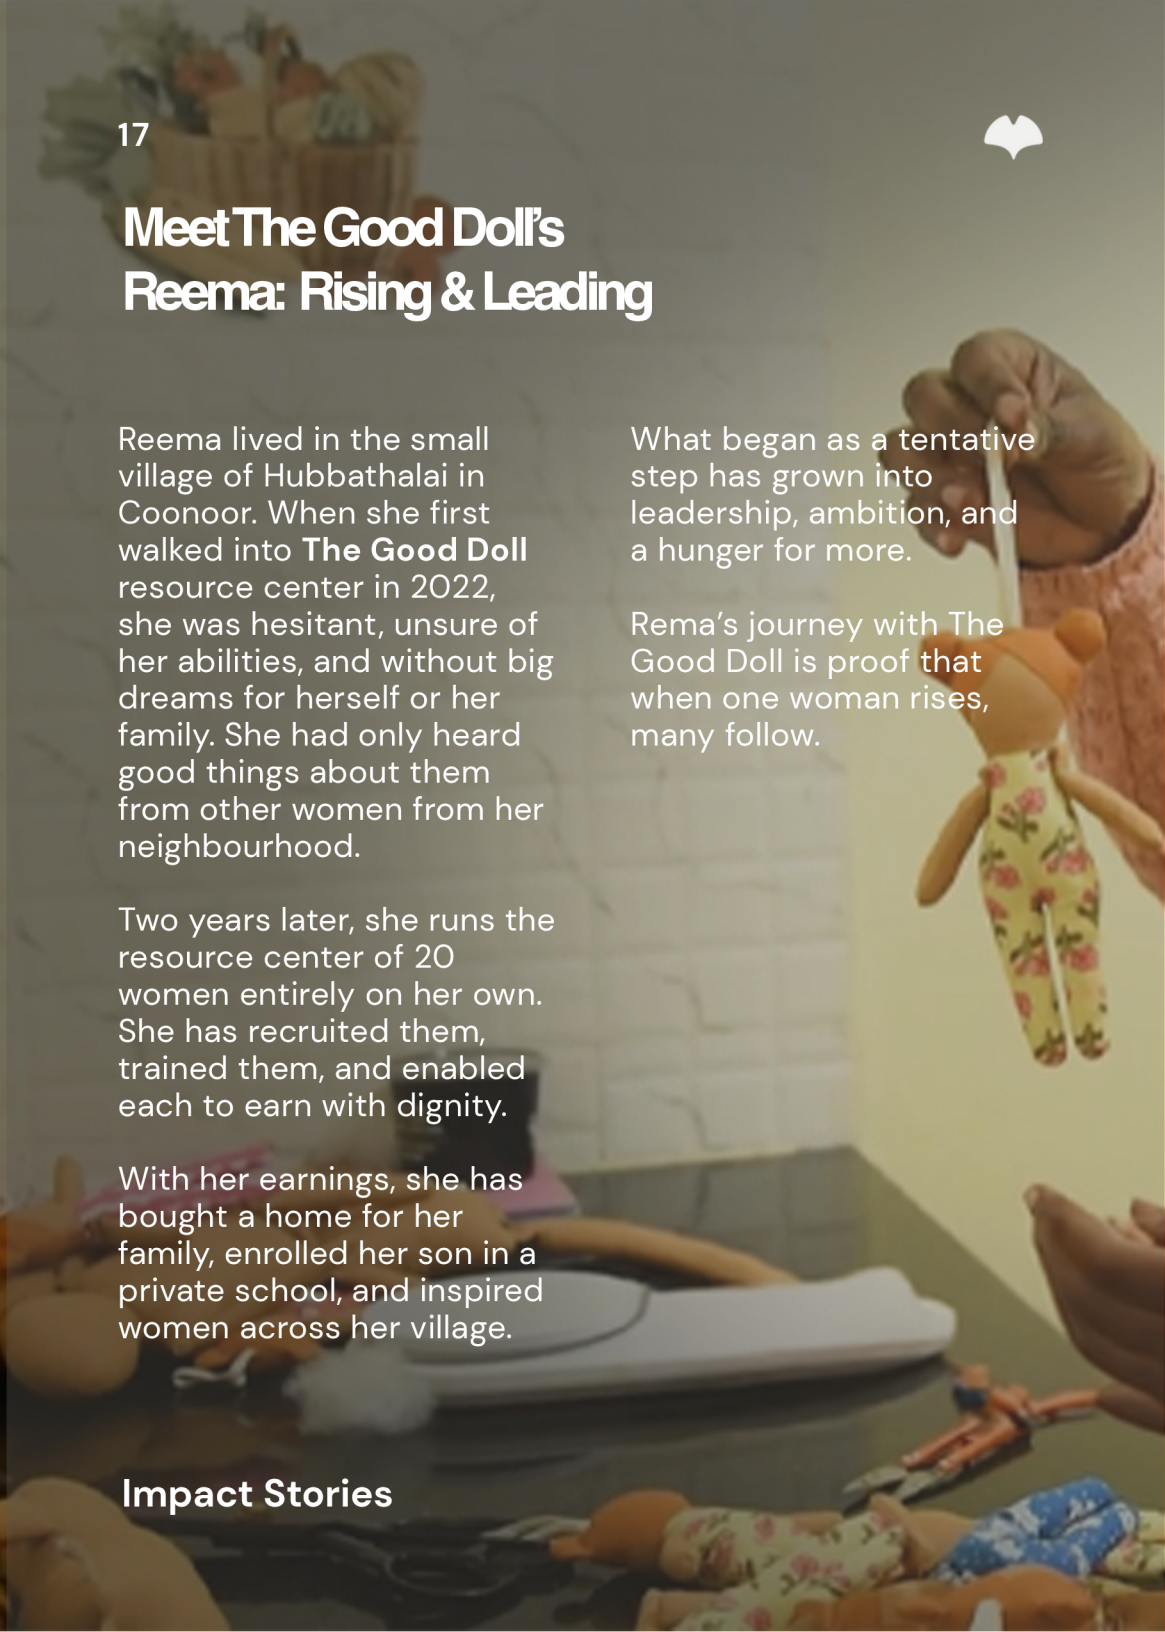 17
Meet The Good Doll's
Reema: Rising & Leading
Reema lived in the small
village of Hubbathalai in
Coonoor. When she first
walked into The Good Doll
resource center in 2022,
she was hesitant, unsure of
her abilities, and without big
dreams for herself or her
family. She had only heard
good things about them
from other women from her
neighbourhood.
Two years later, she runs the
resource center of 20
women entirely on her own.
She has recruited them,
trained them, and enabled
each to earn with dignity.
With her earnings, she has
bought a home for her
family, enrolled her son in a
private school, and inspired
women across her village.
What began as a tentative
step has grown into
leadership, ambition, and
a hunger for more.
Rema’s journey with The
Good Doll is proof that
when one woman rises,
many follow.
Impact Stories